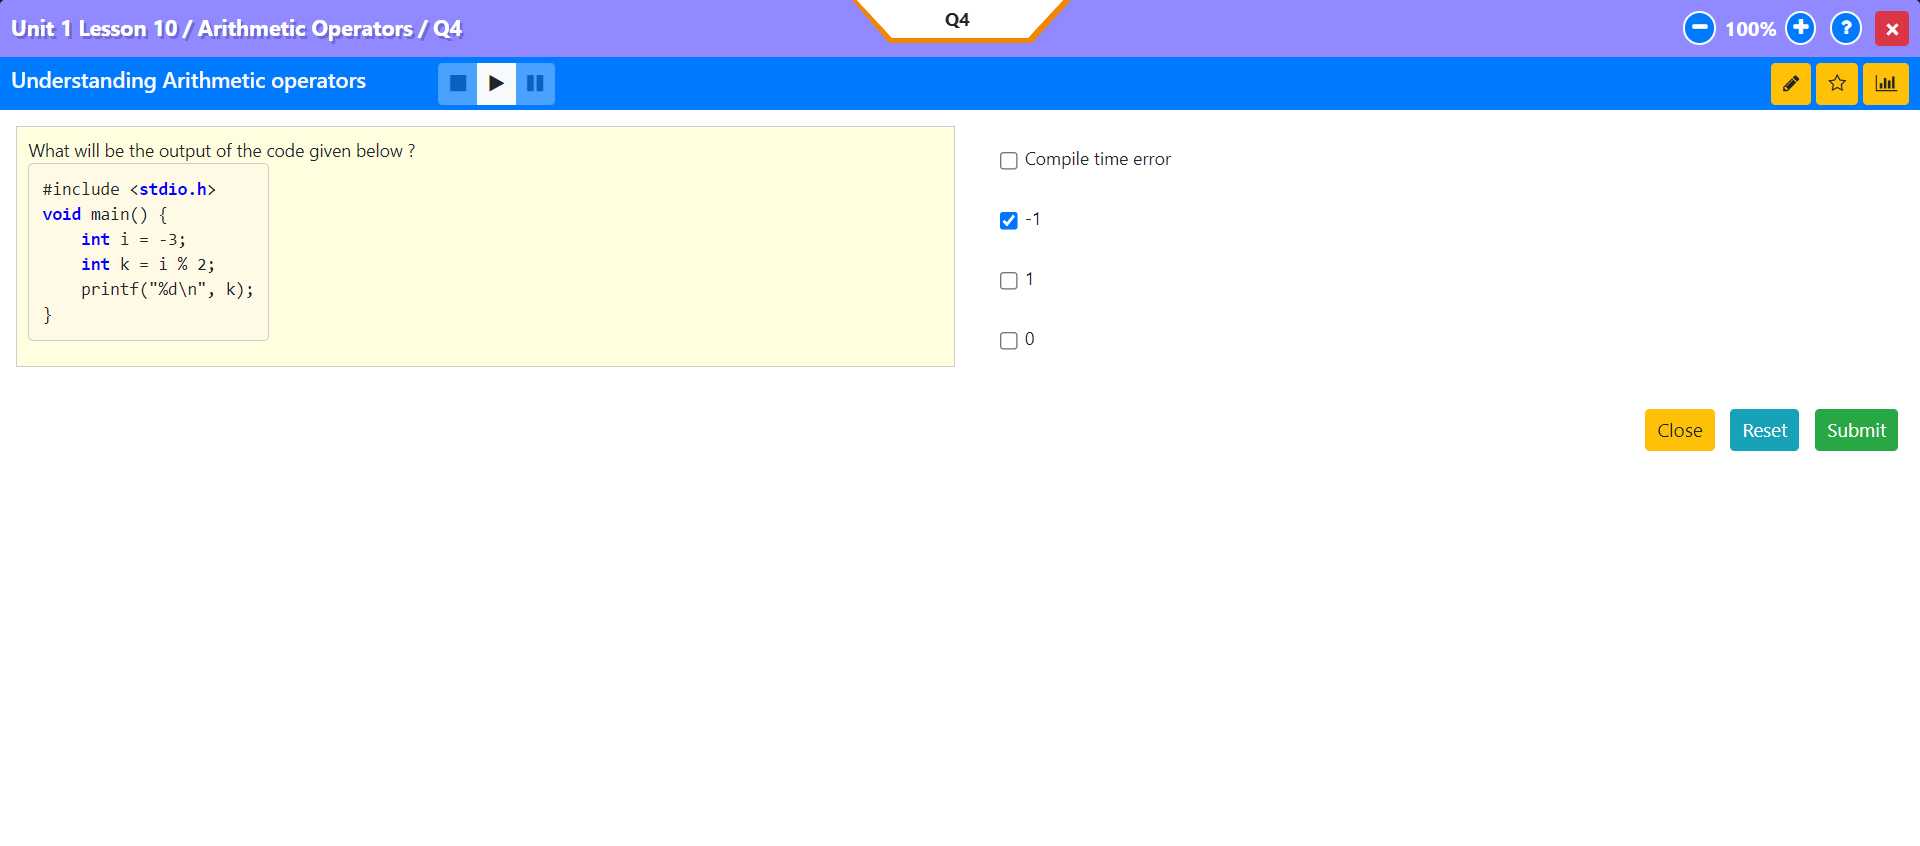 Unit 1 Lesson 10 / Arithmetic Operators / Q4
Q4
100%
?
Understanding Arithmetic operators
What will be the output of the code given below ?
#include <stdio.h>
void main() {
    int i = -3;
    int k = i % 2;
    printf("%d\n", k);
}
Compile time error
-1
1
0
Close
Reset
Submit